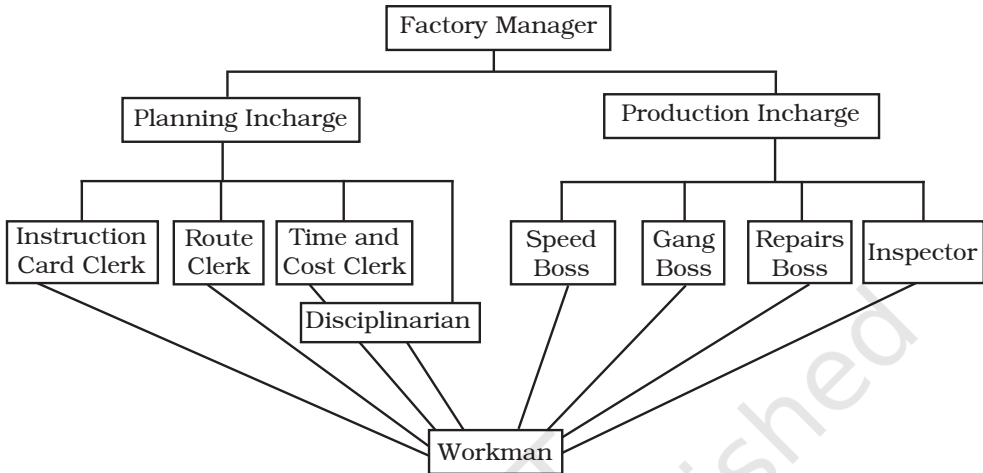 Factory Manager
Planning Incharge
Production Incharge
Instruction
Card Clerk
Route
Clerk
Time and
Cost Clerk
Speed
Boss
Gang
Boss
Repairs
Boss
Inspector
Disciplinarian
Workman
shed